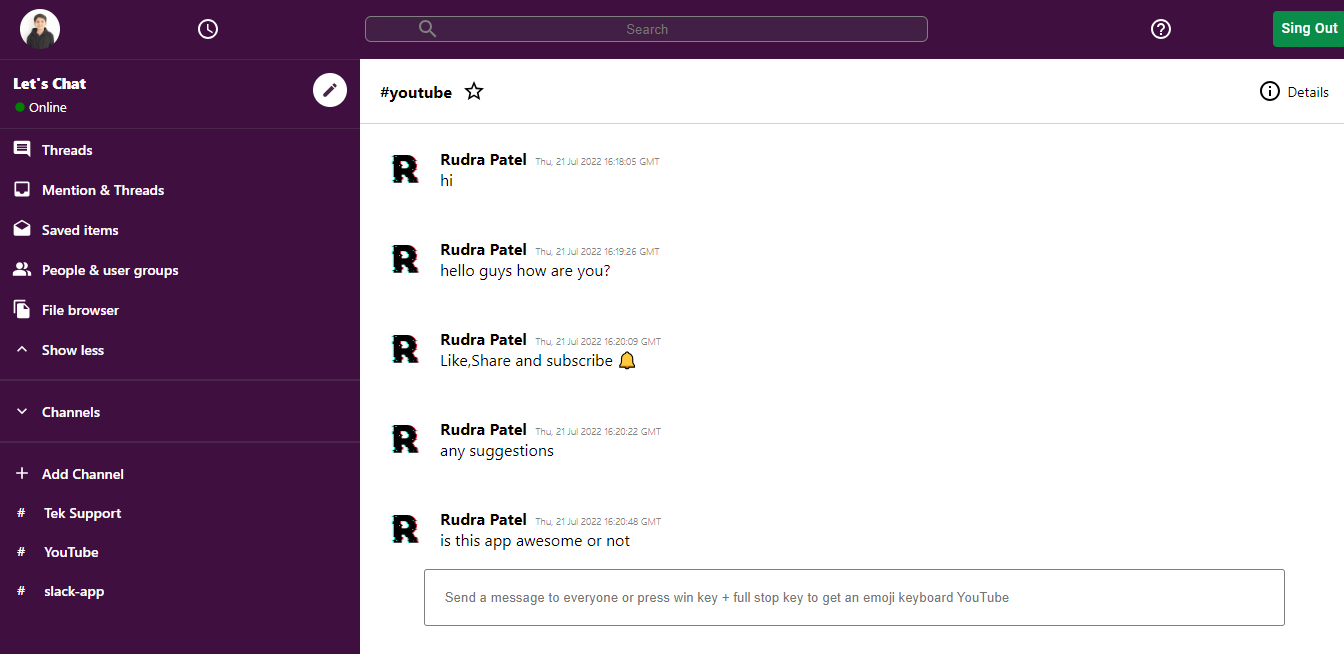 Search
Sing Out
Let's Chat
Online
Threads
Mention & Threads
Saved items
People & user groups
File browser
Show less
Channels
Add Channel
# Tek Support
# YouTube
# slack-app
#youtube
Details
R
Rudra Patel Thu, 21 Jul 2022 16:18:05 GMT
hi
R
Rudra Patel Thu, 21 Jul 2022 16:19:26 GMT
hello guys how are you?
R
Rudra Patel Thu, 21 Jul 2022 16:20:09 GMT
Like,Share and subscribe 🔔
R
Rudra Patel Thu, 21 Jul 2022 16:20:22 GMT
any suggestions
R
Rudra Patel Thu, 21 Jul 2022 16:20:48 GMT
is this app awesome or not
Send a message to everyone or press win key + full stop key to get an emoji keyboard YouTube